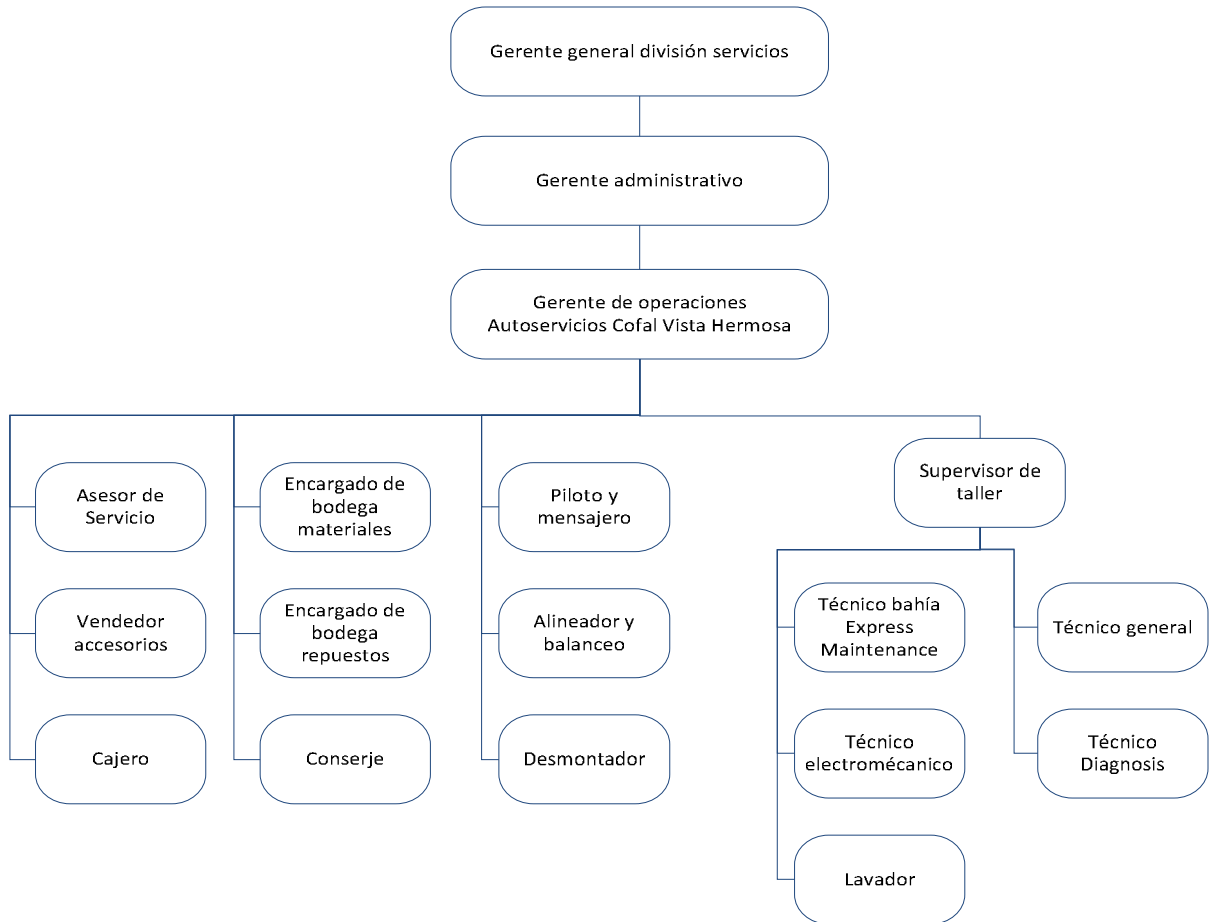 Gerente general división servicios
Gerente administrativo
Gerente de operaciones
Autoservicios Cofal Vista Hermosa
Asesor de
Servicio
Encargado de
bodega
materiales
Piloto y
mensajero
Supervisor de
taller
Vendedor
accesorios
Encargado de
bodega
repuestos
Alineador y
balanceo
Técnico bahía
Express
Maintenance
Técnico general
Cajero
Conserje
Desmontador
Técnico
electromécanico
Técnico
Diagnosis
Lavador